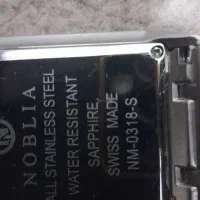 N
NOBLIA
ALL STAINLESS STEEL
WATER RESISTANT
SAPPHIRE,
SWISS MADE
NM-0318-S